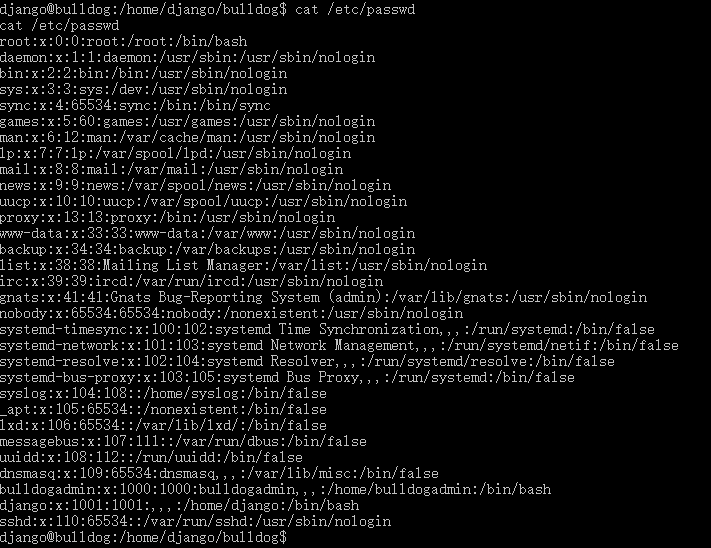 django@bulldog:/home/django/bulldog$ cat /etc/passwd
cat /etc/passwd
root:x:0:0:root:/root:/bin/bash
daemon:x:1:1:daemon:/usr/sbin:/usr/sbin/nologin
bin:x:2:2:bin:/bin:/usr/sbin/nologin
sys:x:3:3:sys:/dev:/usr/sbin/nologin
sync:x:4:65534:sync:/bin:/bin/sync
games:x:5:60:games:/usr/games:/usr/sbin/nologin
man:x:6:12:man:/var/cache/man:/usr/sbin/nologin
lp:x:7:7:lp:/var/spool/lpd:/usr/sbin/nologin
mail:x:8:8:mail:/var/mail:/usr/sbin/nologin
news:x:9:9:news:/var/spool/news:/usr/sbin/nologin
uucp:x:10:10:uucp:/var/spool/uucp:/usr/sbin/nologin
proxy:x:13:13:proxy:/bin:/usr/sbin/nologin
www-data:x:33:33:www-data:/var/www:/usr/sbin/nologin
backup:x:34:34:backup:/var/backups:/usr/sbin/nologin
list:x:38:38:Mailing List Manager:/var/list:/usr/sbin/nologin
irc:x:39:39:ircd:/var/run/ircd:/usr/sbin/nologin
gnats:x:41:41:Gnats Bug-Reporting System (admin):/var/lib/gnats:/usr/sbin/nologin
nobody:x:65534:65534:nobody:/nonexistent:/usr/sbin/nologin
systemd-timesync:x:100:102:systemd Time Synchronization,,,:/run/systemd:/bin/false
systemd-network:x:101:103:systemd Network Management,,,:/run/systemd/netif:/bin/false
systemd-resolve:x:102:104:systemd Resolver,,,:/run/systemd/resolve:/bin/false
systemd-bus-proxy:x:103:105:systemd Bus Proxy,,,:/run/systemd:/bin/false
syslog:x:104:108::/home/syslog:/bin/false
_apt:x:105:65534::/nonexistent:/bin/false
lxd:x:106:65534::/var/lib/lxd/:/bin/false
messagebus:x:107:111::/var/run/dbus:/bin/false
uuidd:x:108:112::/run/uuidd:/bin/false
dnsmasq:x:109:65534:dnsmasq,,,:/var/lib/misc:/bin/false
bulldogadmin:x:1000:1000:bulldogadmin,,,:/home/bulldogadmin:/bin/bash
django:x:1001:1001:,,,:/home/django:/bin/bash
sshd:x:110:65534::/var/run/sshd:/usr/sbin/nologin
django@bulldog:/home/django/bulldog$